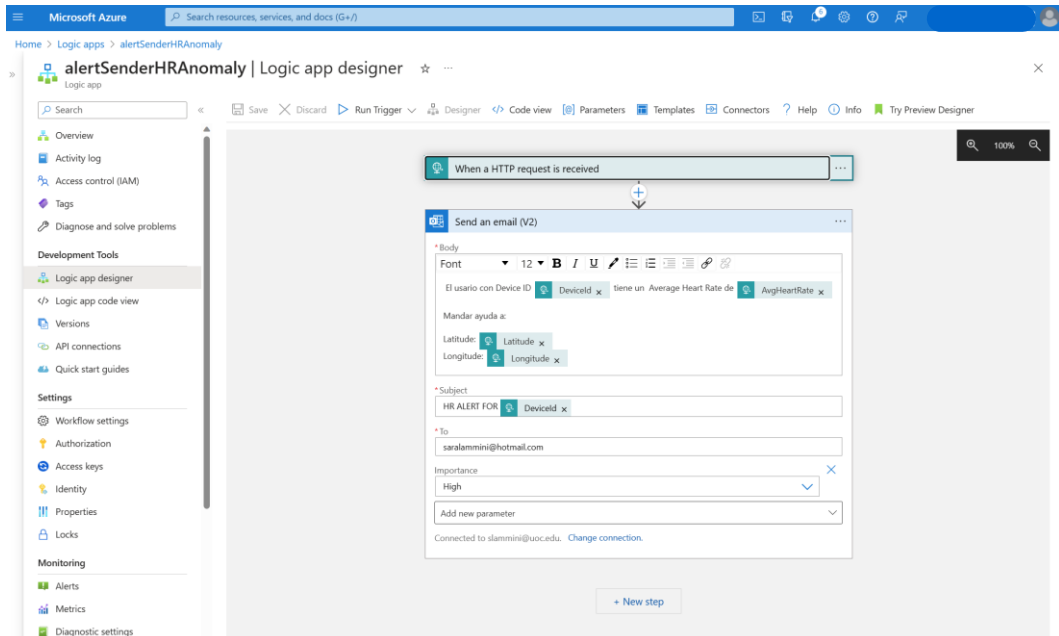 Microsoft Azure
Search resources, services, and docs (G+/)
6
Home > Logic apps > alertSenderHRAnomaly
alertSenderHRAnomaly | Logic app designer
Logic app
Search
Save Discard Run Trigger Designer </> Code view [@] Parameters Templates Connectors ? Help Info Try Preview Designer
Overview
Activity log
Access control (IAM)
Tags
Diagnose and solve problems
Development Tools
Logic app designer
</> Logic app code view
Versions
API connections
Quick start guides
Settings
Workflow settings
Authorization
Access keys
Identity
Properties
Locks
Monitoring
Alerts
Metrics
Diagnostic settings
100%
When a HTTP request is received
Send an email (V2)
*Body
Font 12 B I U
El usario con Device ID DeviceId x tiene un Average Heart Rate de AvgHeartRate x
Mandar ayuda a:
Latitude: Latitude x
Longitude: Longitude x
*Subject
HR ALERT FOR DeviceId x
*To
saralammini@hotmail.com
Importance
High
Add new parameter
Connected to slammini@uoc.edu. Change connection.
+ New step